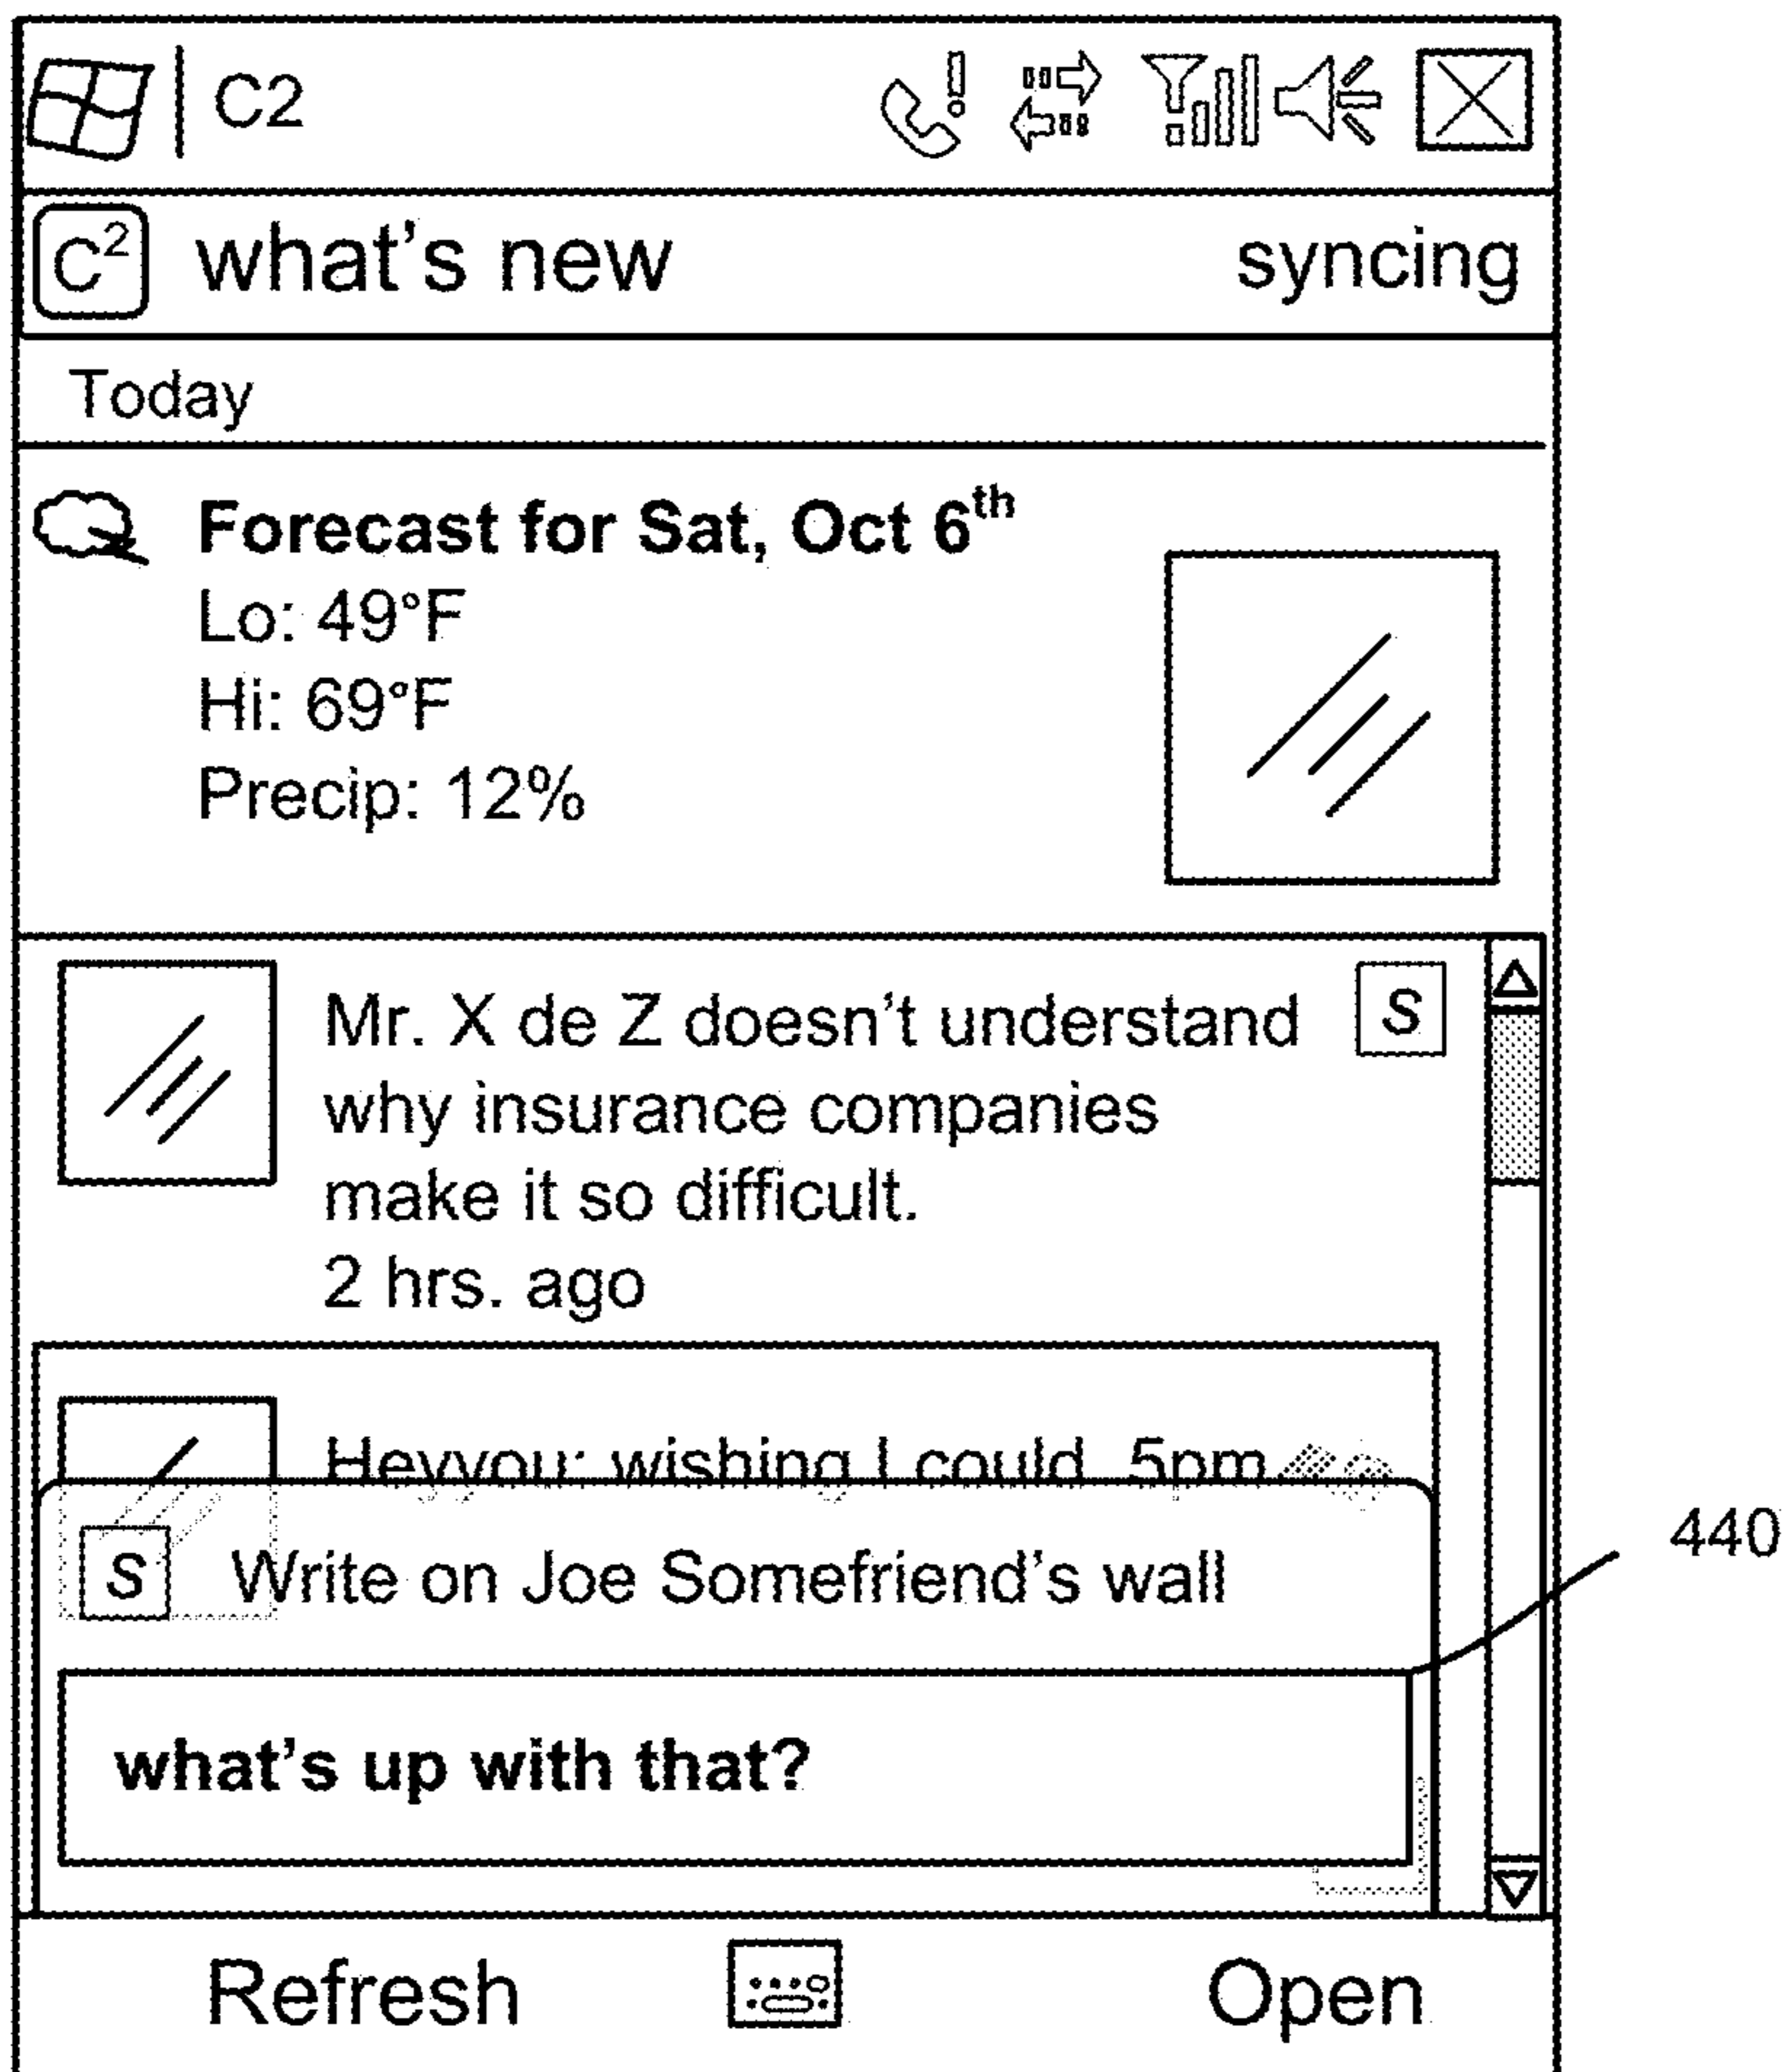 C2
C² what's new syncing
Today
Forecast for Sat, Oct 6th
Lo: 49°F
Hi: 69°F
Precip: 12%
Mr. X de Z doesn't understand S
why insurance companies
make it so difficult.
2 hrs. ago
Heyyou: wishing I could 5pm
S Write on Joe Somefriend's wall
440
what's up with that?
Refresh Open